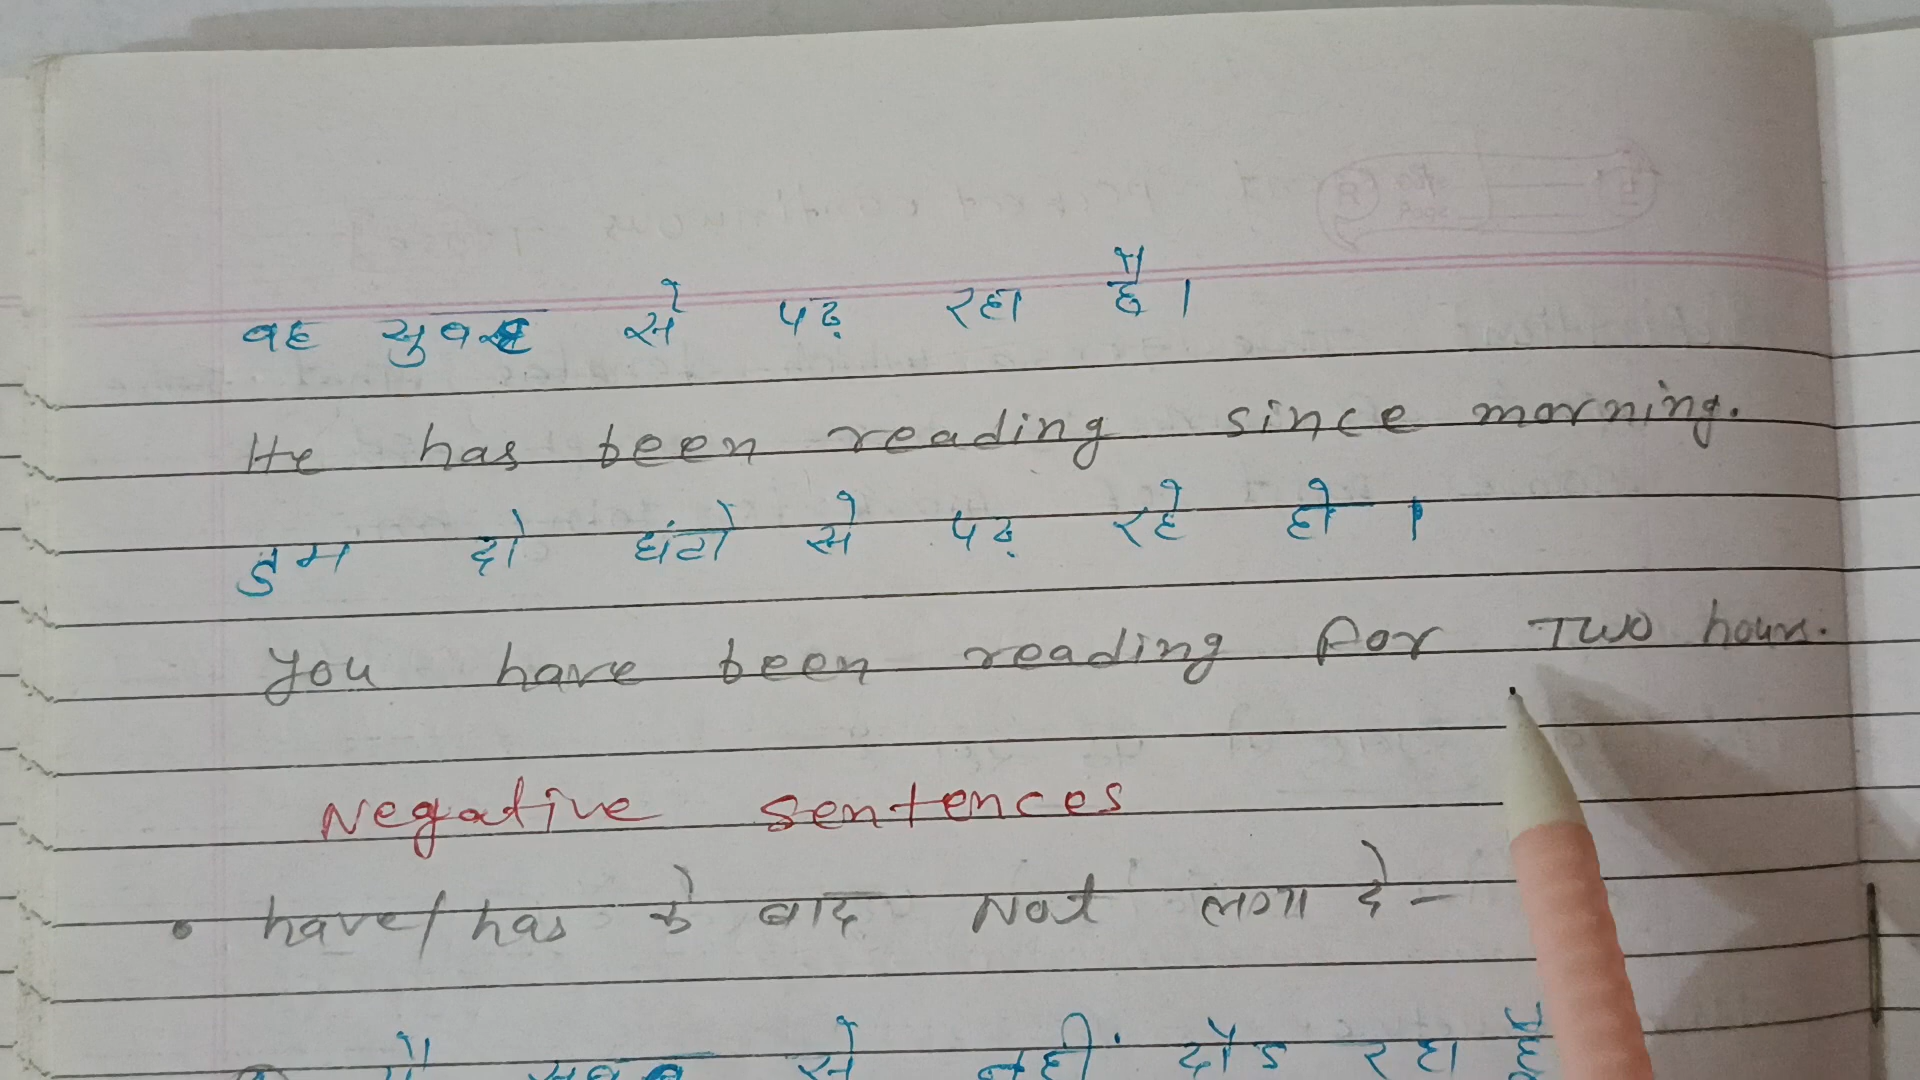 वह सुबह से पढ़ रहा है।
He has been reading since morning.
तुम दो घंटो से पढ़ रहे हो।
you have been reading for Two hours.
Negative sentences
• have/has के बाद Not लगा दे -
से नहीं दौड रहा